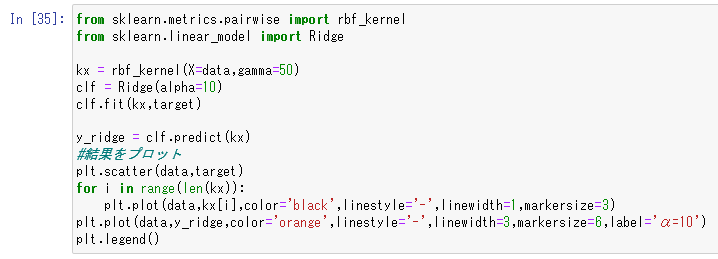 In [35]: from sklearn.metrics.pairwise import rbf_kernel
from sklearn.linear_model import Ridge
kx = rbf_kernel(X=data,gamma=50)
clf = Ridge(alpha=10)
clf.fit(kx,target)
y_ridge = clf.predict(kx)
#結果をプロット
plt.scatter(data,target)
for i in range(len(kx)):
    plt.plot(data,kx[i],color='black',linestyle='-',linewidth=1,markersize=3)
plt.plot(data,y_ridge,color='orange',linestyle='-',linewidth=3,markersize=6,label='α=10')
plt.legend()